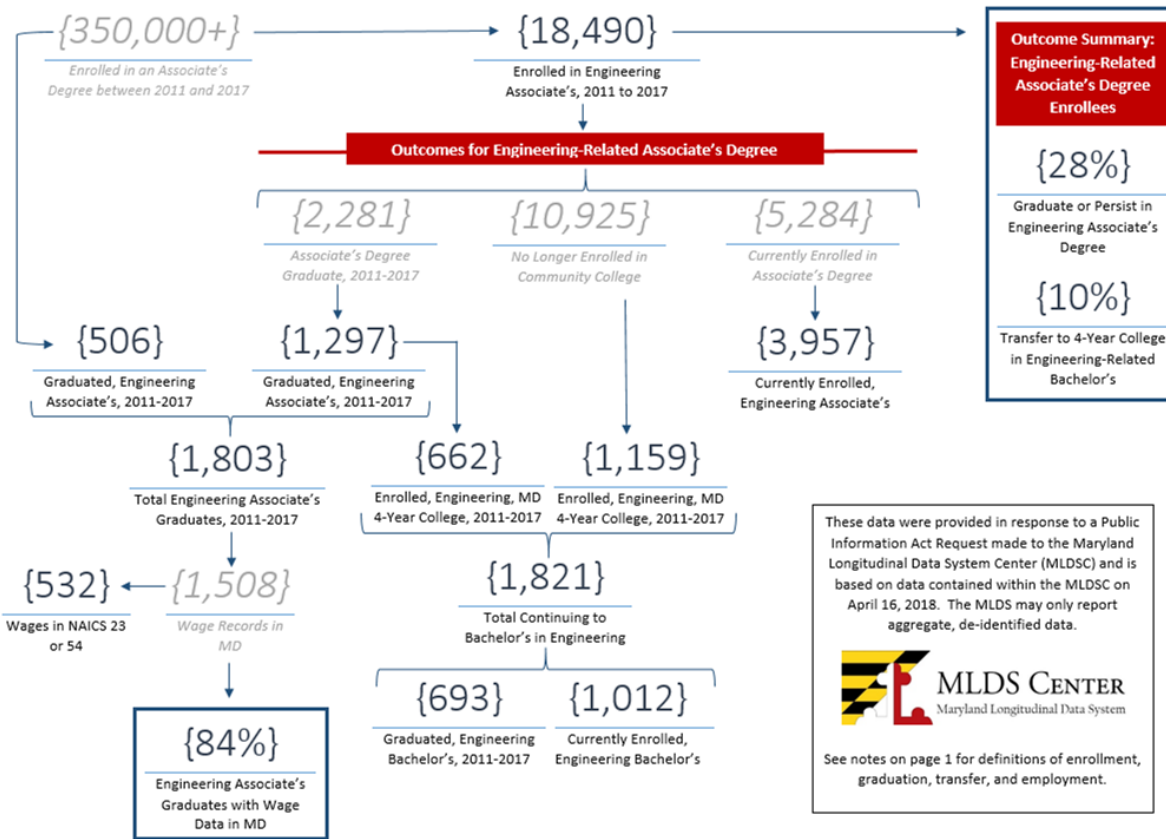 {350,000+}
Enrolled in an Associate's
Degree between 2011 and 2017
{18,490}
Enrolled in Engineering
Associate's, 2011 to 2017
Outcome Summary:
Engineering-Related
Associate's Degree
Enrollees
{28%}
Graduate or Persist in
Engineering Associate's
Degree
{10%}
Transfer to 4-Year College
in Engineering-Related
Bachelor's
Outcomes for Engineering-Related Associate's Degree
{2,281}
Associate's Degree
Graduate, 2011-2017
{10,925}
No Longer Enrolled in
Community College
{5,284}
Currently Enrolled in
Associate's Degree
{506}
Graduated, Engineering
Associate's, 2011-2017
{1,297}
Graduated, Engineering
Associate's, 2011-2017
{3,957}
Currently Enrolled,
Engineering Associate's
{1,803}
Total Engineering Associate's
Graduates, 2011-2017
{662}
Enrolled, Engineering, MD
4-Year College, 2011-2017
{1,159}
Enrolled, Engineering, MD
4-Year College, 2011-2017
{532}
Wages in NAICS 23
or 54
{1,508}
Wage Records in
MD
{1,821}
Total Continuing to
Bachelor's in Engineering
{84%}
Engineering Associate's
Graduates with Wage
Data in MD
{693}
Graduated, Engineering
Bachelor's, 2011-2017
{1,012}
Currently Enrolled,
Engineering Bachelor's
These data were provided in response to a Public
Information Act Request made to the Maryland
Longitudinal Data System Center (MLDSC) and is
based on data contained within the MLDSC on
April 16, 2018. The MLDS may only report
aggregate, de-identified data.
MLDS CENTER
Maryland Longitudinal Data System
See notes on page 1 for definitions of enrollment,
graduation, transfer, and employment.